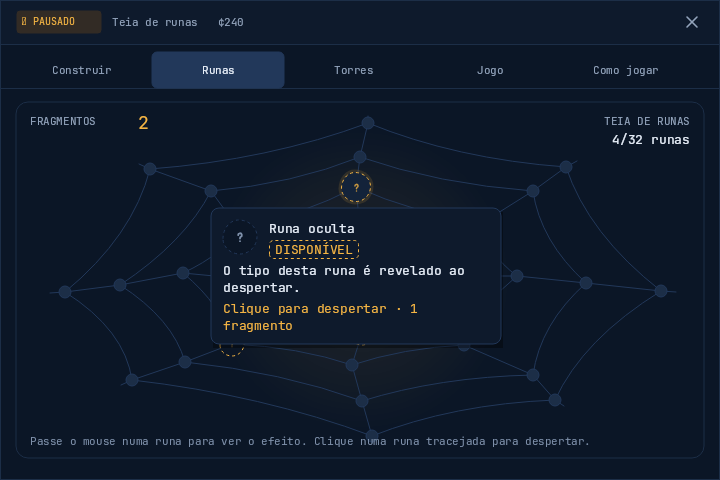 PAUSADO Teia de runas $240
Construir Runas Torres Jogo Como jogar
FRAGMENTOS 2
TEIA DE RUNAS
4/32 runas
?
? Runa oculta
DISPONÍVEL
O tipo desta runa é revelado ao
despertar.
Clique para despertar · 1
fragmento
Passe o mouse numa runa para ver o efeito. Clique numa runa tracejada para despertar.